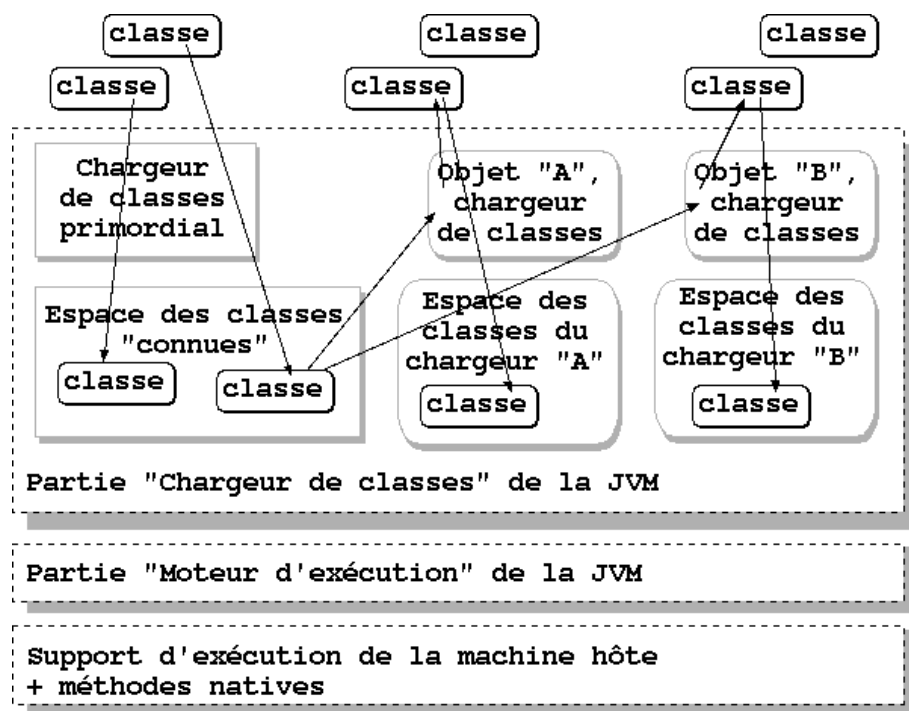 classe
classe
classe
classe
classe
classe
Chargeur
de classes
primordial
Objet "A",
chargeur
de classes
Objet "B",
chargeur
de classes
Espace des classes
"connues"
classe
classe
Espace des
classes du
chargeur "A"
classe
Espace des
classes du
chargeur "B"
classe
Partie "Chargeur de classes" de la JVM
Partie "Moteur d'exécution" de la JVM
Support d'exécution de la machine hôte
+ méthodes natives